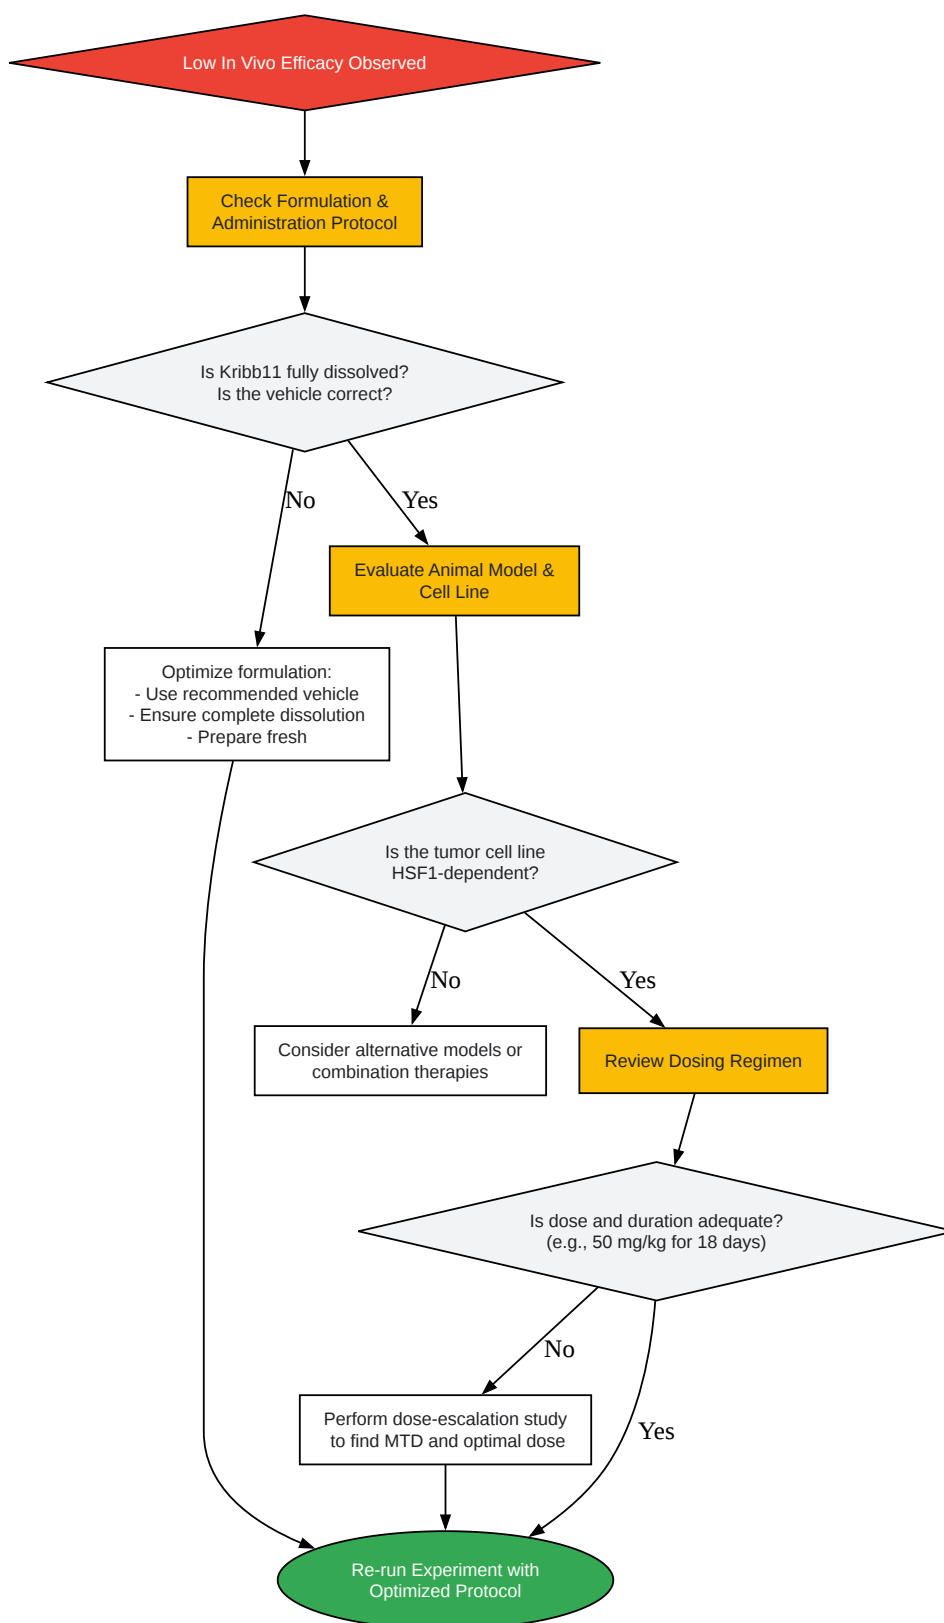 Low In Vivo Efficacy Observed
Check Formulation &
Administration Protocol
Is Kribb11 fully dissolved?
Is the vehicle correct?
No
Yes
Evaluate Animal Model &
Cell Line
Optimize formulation:
- Use recommended vehicle
- Ensure complete dissolution
- Prepare fresh
Is the tumor cell line
HSF1-dependent?
No
Yes
Consider alternative models or
combination therapies
Review Dosing Regimen
Is dose and duration adequate?
(e.g., 50 mg/kg for 18 days)
No
Yes
Perform dose-escalation study
to find MTD and optimal dose
Re-run Experiment with
Optimized Protocol